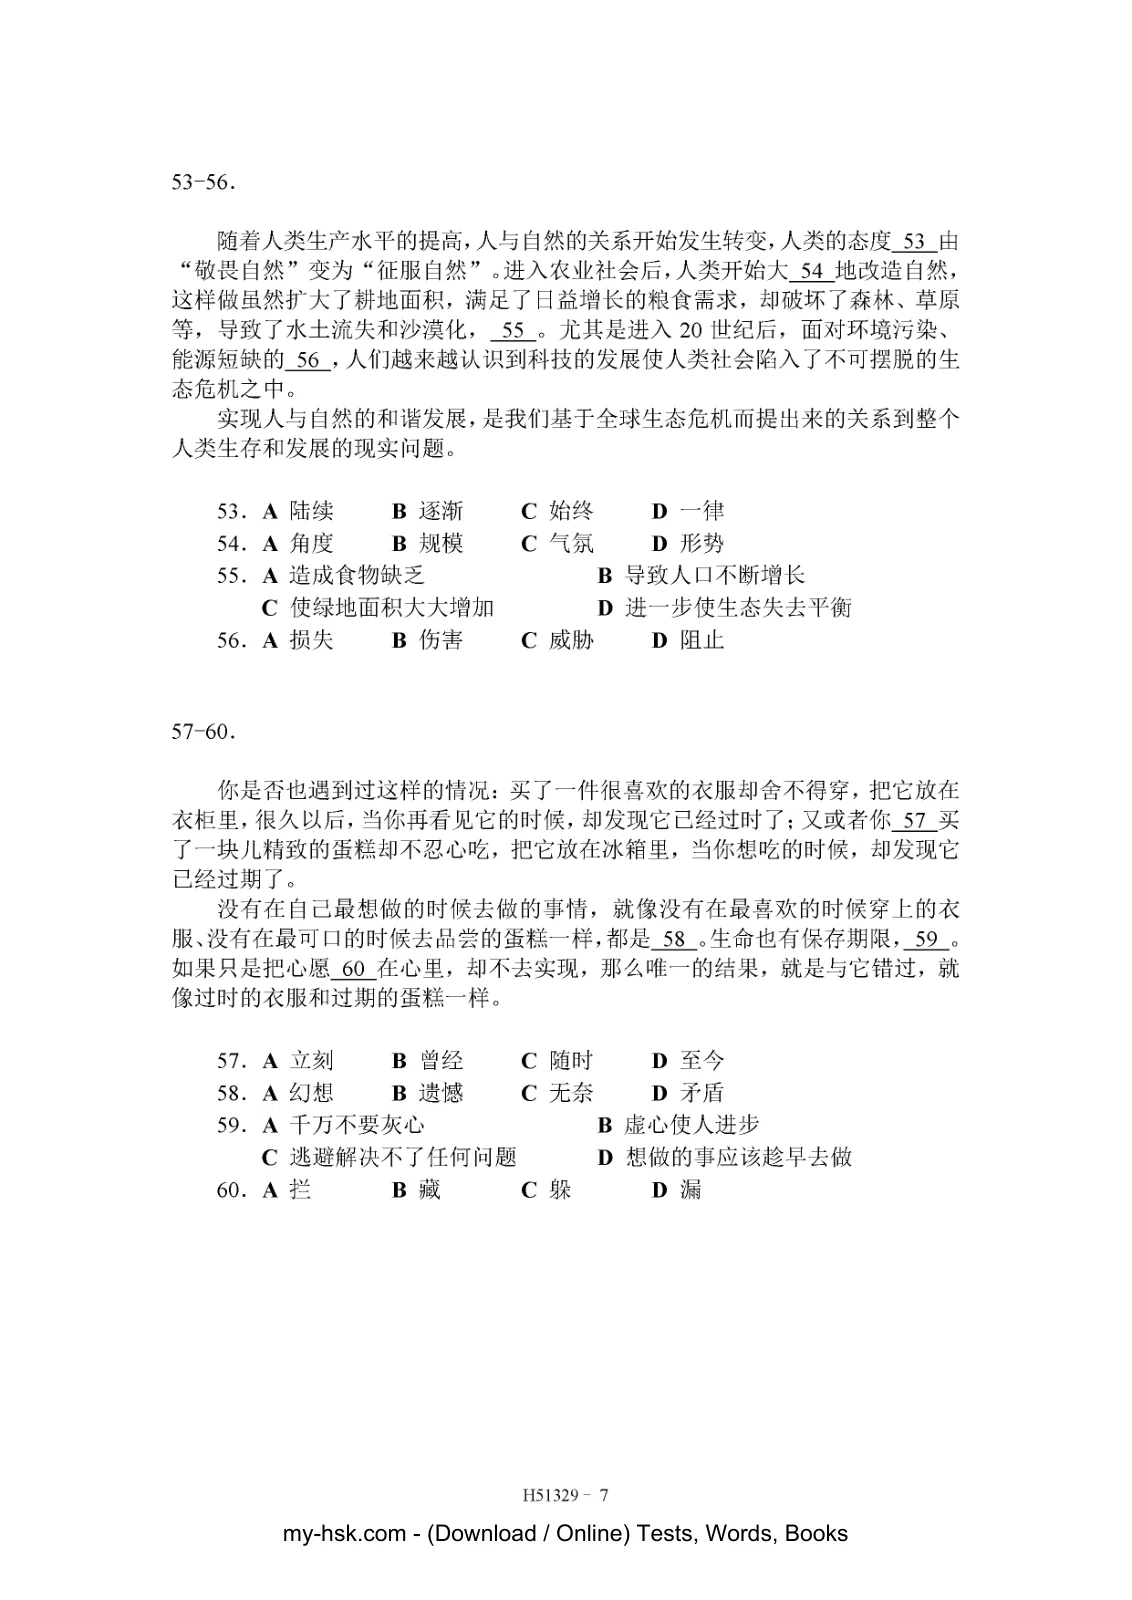 53-56．
随着人类生产水平的提高，人与自然的关系开始发生转变，人类的态度 53 由
“敬畏自然”变为“征服自然”。进入农业社会后，人类开始大 54 地改造自然，
这样做虽然扩大了耕地面积，满足了日益增长的粮食需求，却破坏了森林、草原
等，导致了水土流失和沙漠化， 55 。尤其是进入 20 世纪后，面对环境污染、
能源短缺的 56 ，人们越来越认识到科技的发展使人类社会陷入了不可摆脱的生
态危机之中。
实现人与自然的和谐发展，是我们基于全球生态危机而提出来的关系到整个
人类生存和发展的现实问题。
53．A 陆续 B 逐渐 C 始终 D 一律
54．A 角度 B 规模 C 气氛 D 形势
55．A 造成食物缺乏 B 导致人口不断增长
C 使绿地面积大大增加 D 进一步使生态失去平衡
56．A 损失 B 伤害 C 威胁 D 阻止
57-60．
你是否也遇到过这样的情况：买了一件很喜欢的衣服却舍不得穿，把它放在
衣柜里，很久以后，当你再看见它的时候，却发现它已经过时了；又或者你 57 买
了一块儿精致的蛋糕却不忍心吃，把它放在冰箱里，当你想吃的时候，却发现它
已经过期了。
没有在自己最想做的时候去做的事情，就像没有在最喜欢的时候穿上的衣
服、没有在最可口的时候去品尝的蛋糕一样，都是 58 。生命也有保存期限， 59 。
如果只是把心愿 60 在心里，却不去实现，那么唯一的结果，就是与它错过，就
像过时的衣服和过期的蛋糕一样。
57．A 立刻 B 曾经 C 随时 D 至今
58．A 幻想 B 遗憾 C 无奈 D 矛盾
59．A 千万不要灰心 B 虚心使人进步
C 逃避解决不了任何问题 D 想做的事应该趁早去做
60．A 拦 B 藏 C 躲 D 漏
H51329 - 7
my-hsk.com - (Download / Online) Tests, Words, Books